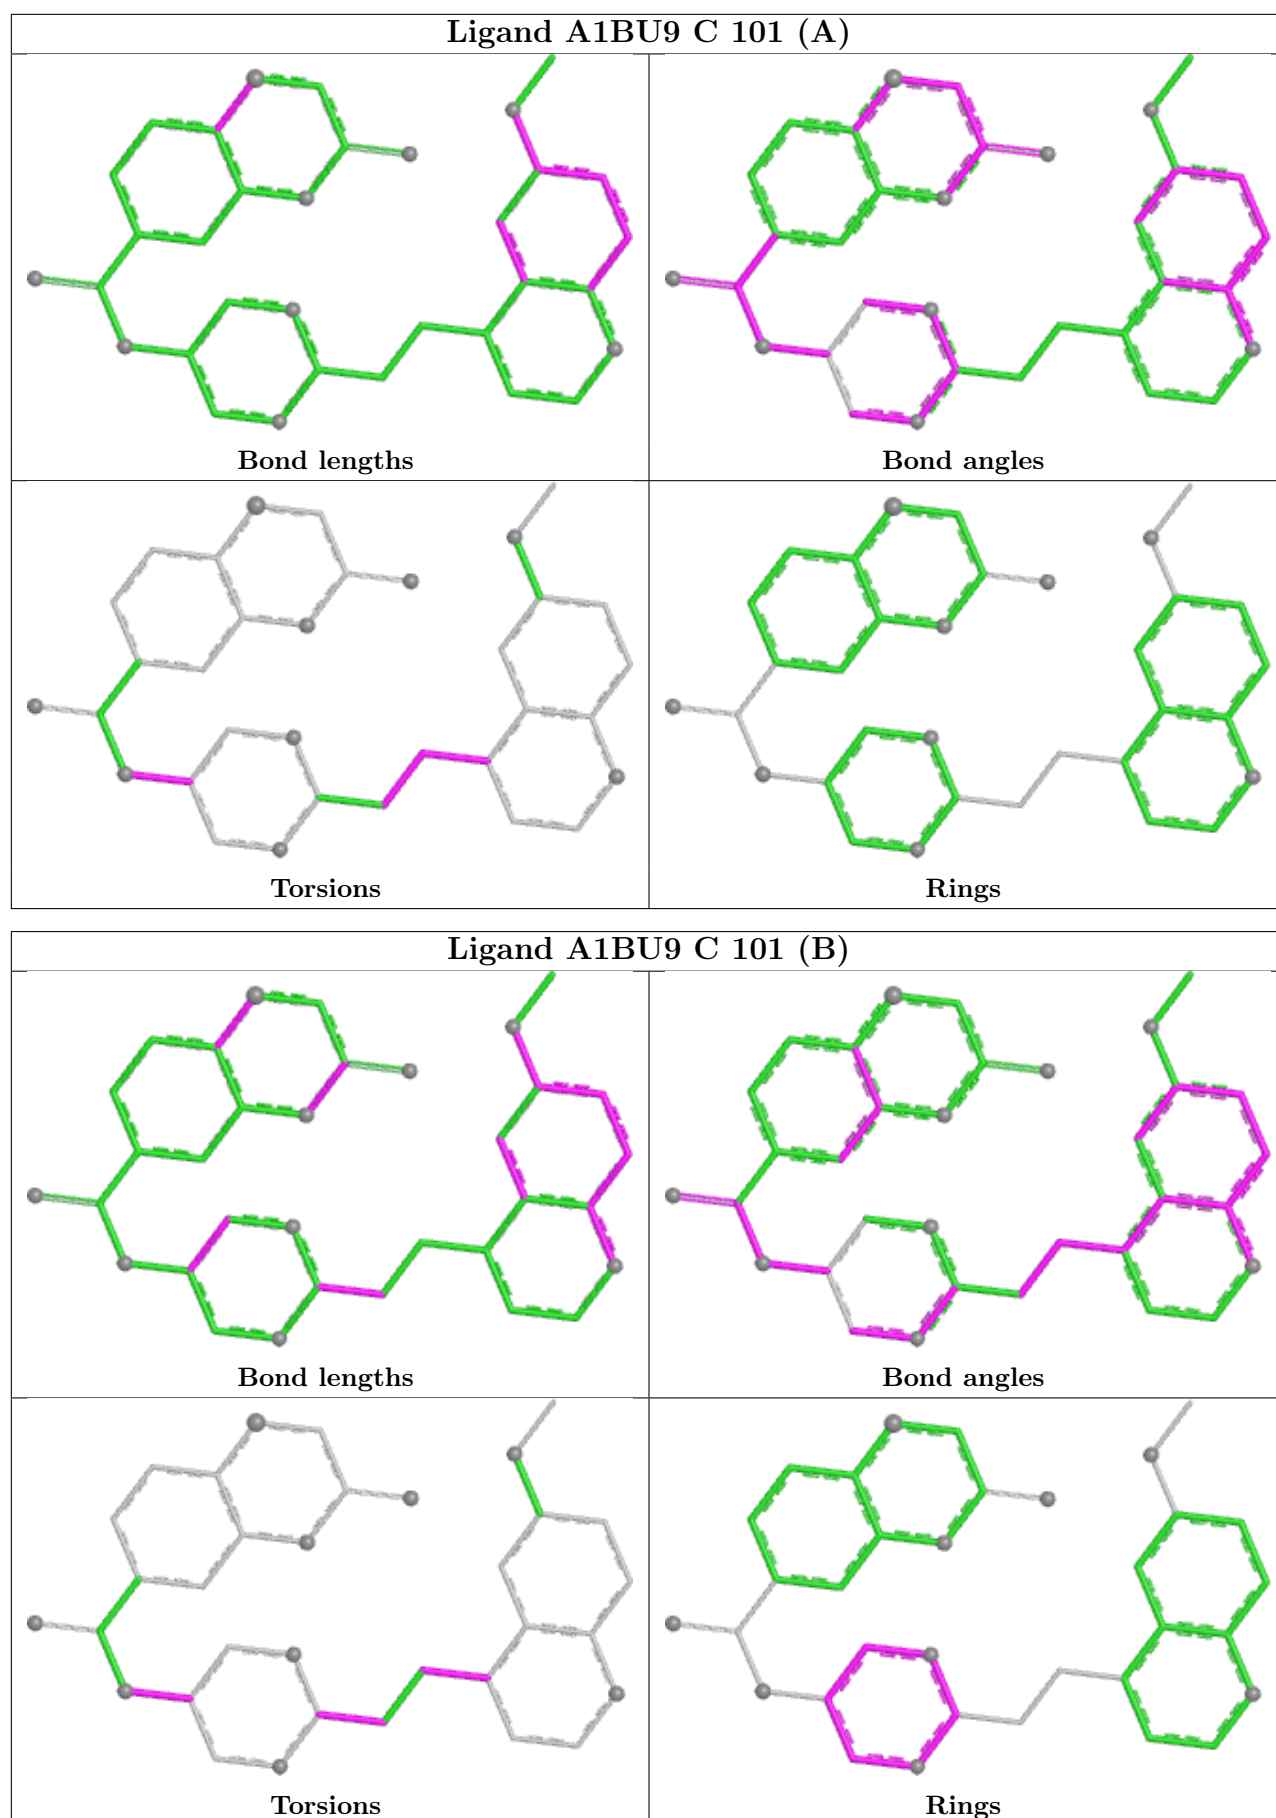 Ligand A1BU9 C 101 (A)
Bond lengths
Bond angles
Torsions
Rings
Ligand A1BU9 C 101 (B)
Bond lengths
Bond angles
Torsions
Rings